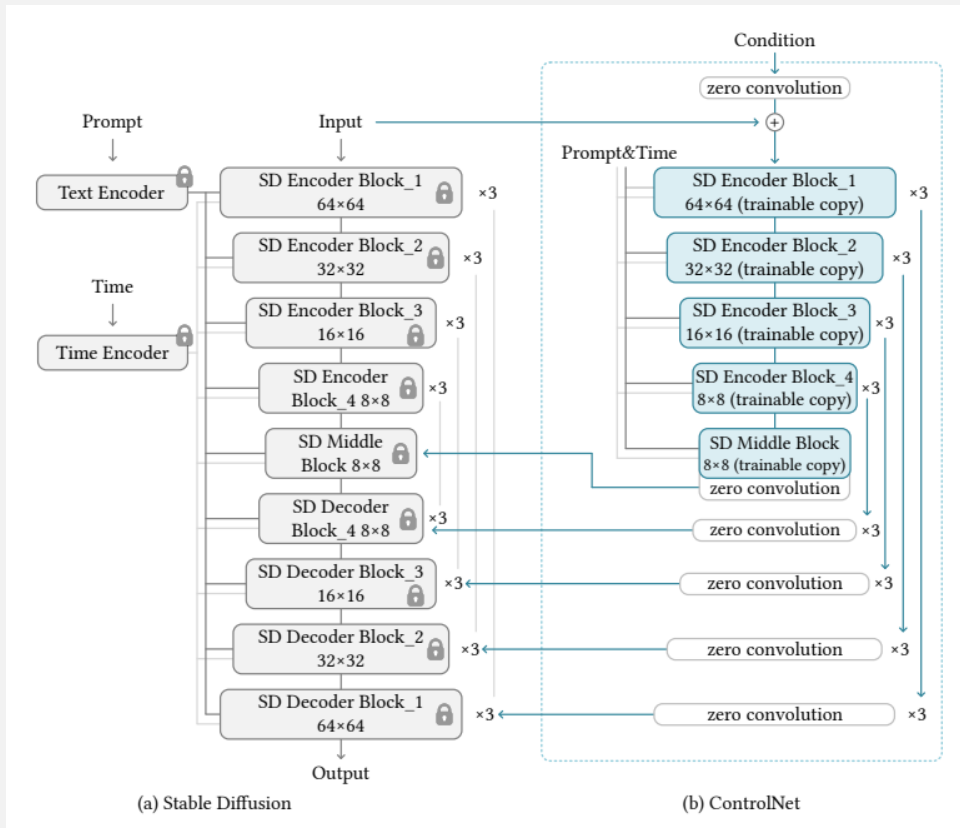 Condition
zero convolution
Prompt
Input
+
Prompt&Time
Text Encoder
SD Encoder Block_1
64×64
×3
SD Encoder Block_1
64×64 (trainable copy)
×3
SD Encoder Block_2
32×32
×3
SD Encoder Block_2
32×32 (trainable copy)
×3
Time
SD Encoder Block_3
16×16
×3
SD Encoder Block_3
16×16 (trainable copy)
×3
Time Encoder
SD Encoder
Block_4 8×8
×3
SD Encoder Block_4
8×8 (trainable copy)
×3
SD Middle
Block 8×8
SD Middle Block
8×8 (trainable copy)
zero convolution
SD Decoder
Block_4 8×8
×3
zero convolution
×3
SD Decoder Block_3
16×16
×3
zero convolution
×3
SD Decoder Block_2
32×32
×3
zero convolution
×3
SD Decoder Block_1
64×64
×3
zero convolution
×3
Output
(a) Stable Diffusion
(b) ControlNet